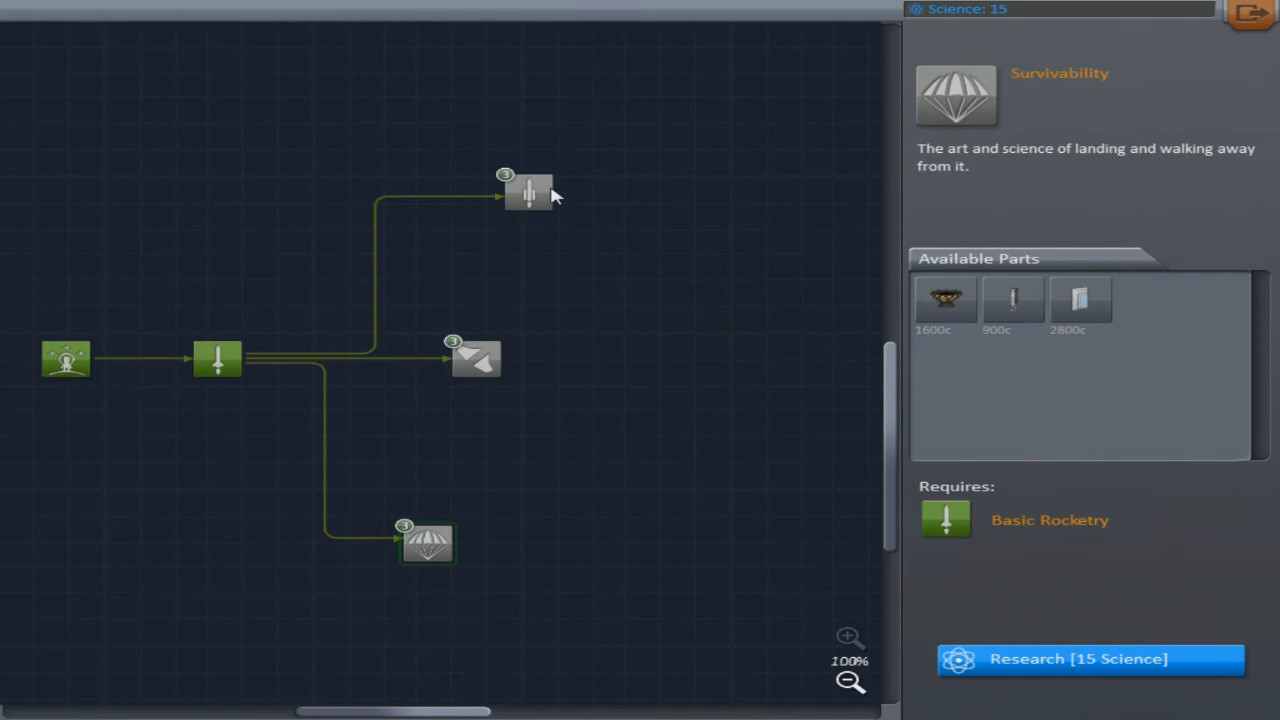 Science: 15
Survivability
The art and science of landing and walking away
from it.
Available Parts
1600c 900c 2800c
Requires:
Basic Rocketry
Research [15 Science]
3
3
3
100%